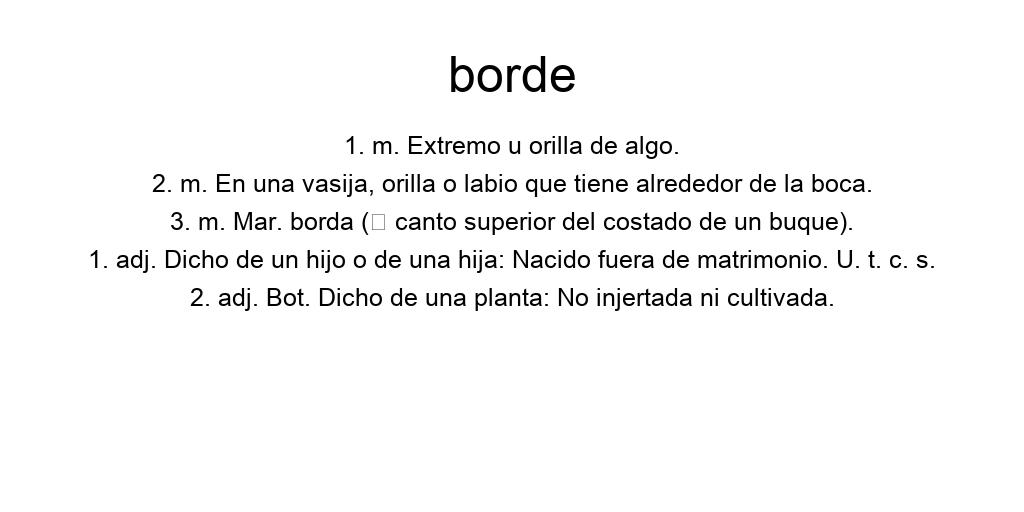 borde
1. m. Extremo u orilla de algo.
2. m. En una vasija, orilla o labio que tiene alrededor de la boca.
3. m. Mar. borda (▯ canto superior del costado de un buque).
1. adj. Dicho de un hijo o de una hija: Nacido fuera de matrimonio. U. t. c. s.
2. adj. Bot. Dicho de una planta: No injertada ni cultivada.